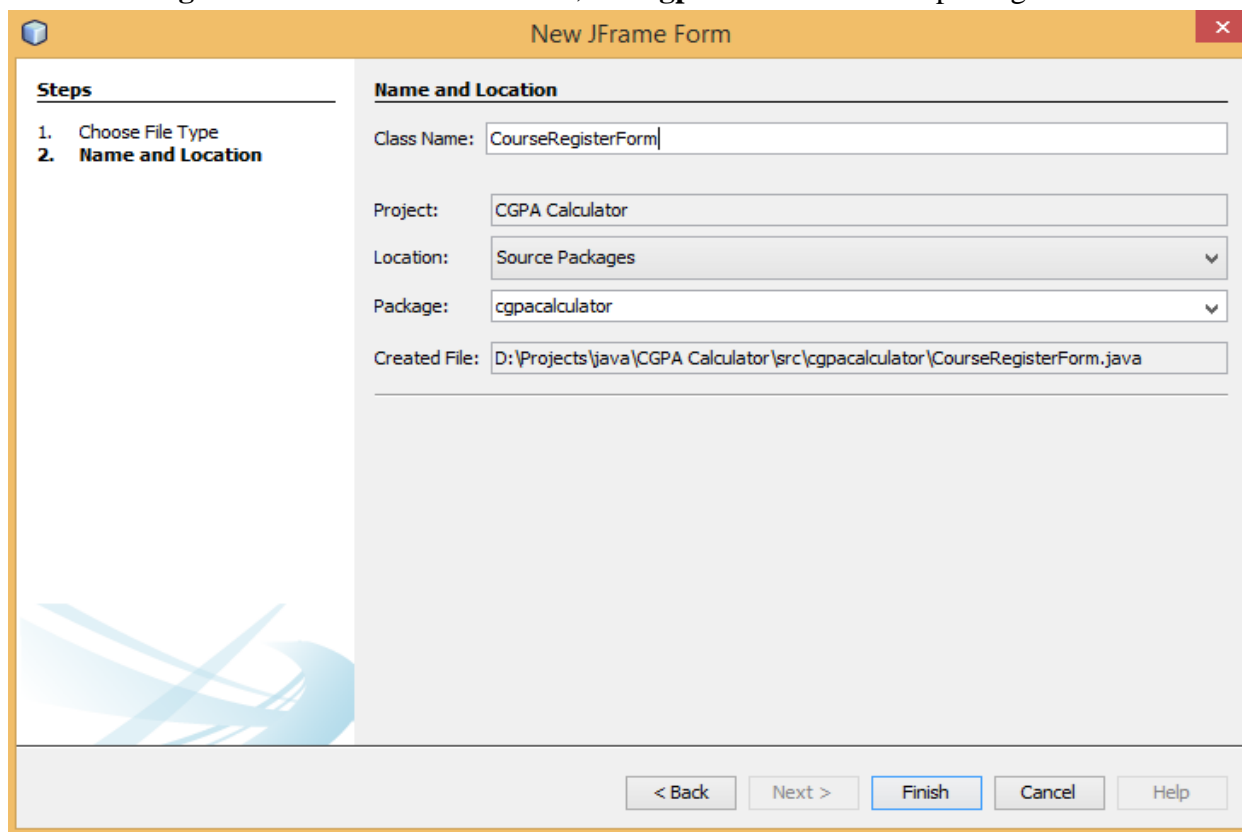 New JFrame Form
Steps
1. Choose File Type
2. Name and Location
Name and Location
Class Name: CourseRegisterForm
Project: CGPA Calculator
Location: Source Packages
Package: cgpacalculator
Created File: D:\Projects\java\CGPA Calculator\src\cgpacalculator\CourseRegisterForm.java
< Back Next > Finish Cancel Help